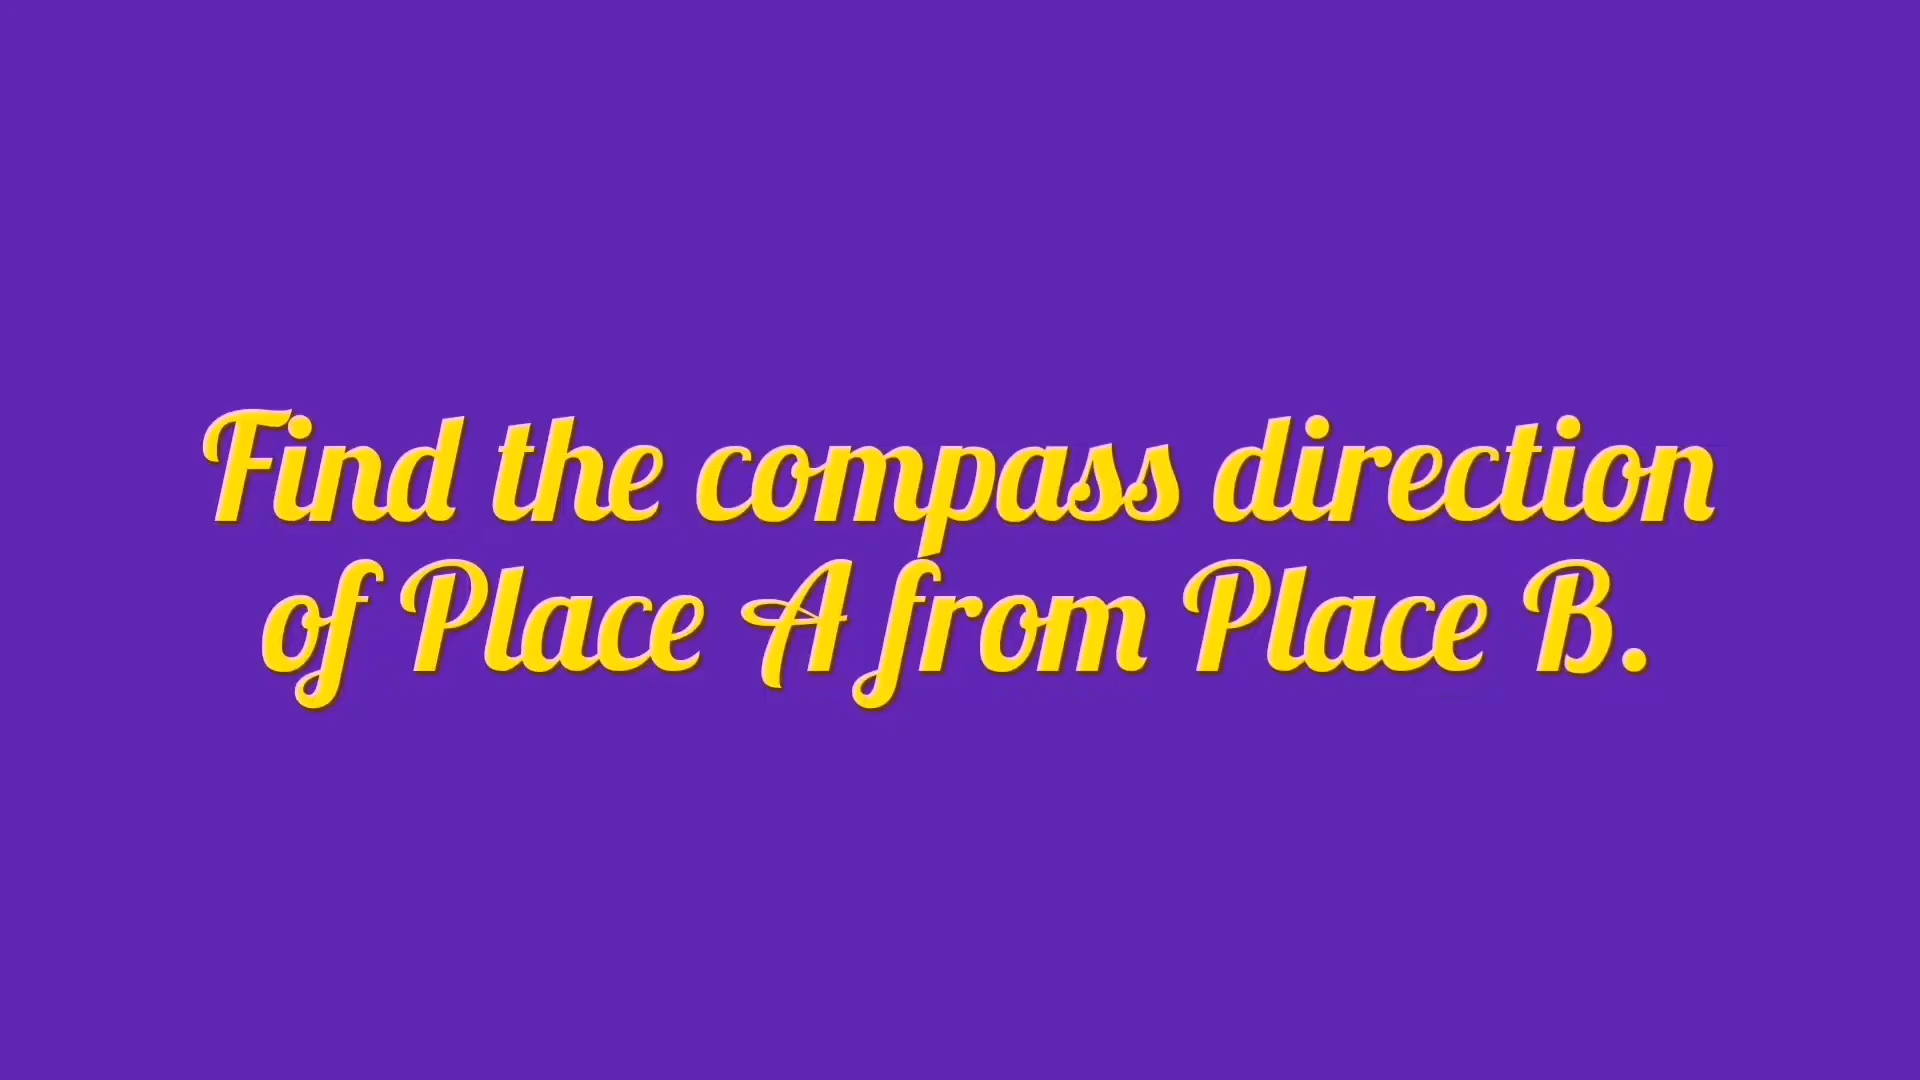 Find the compass direction
of Place A from Place B.